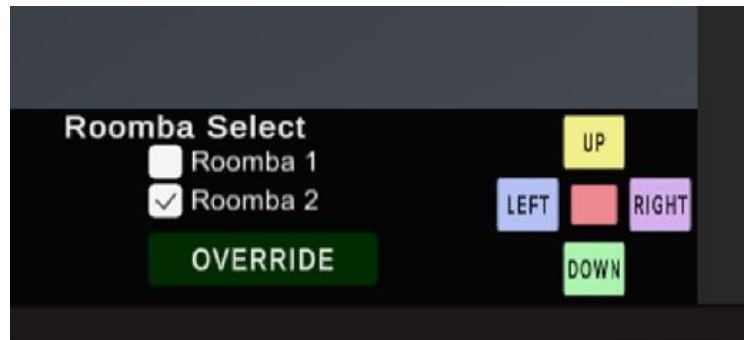 Roomba Select
Roomba 1
Roomba 2
OVERRIDE
UP
LEFT
RIGHT
DOWN